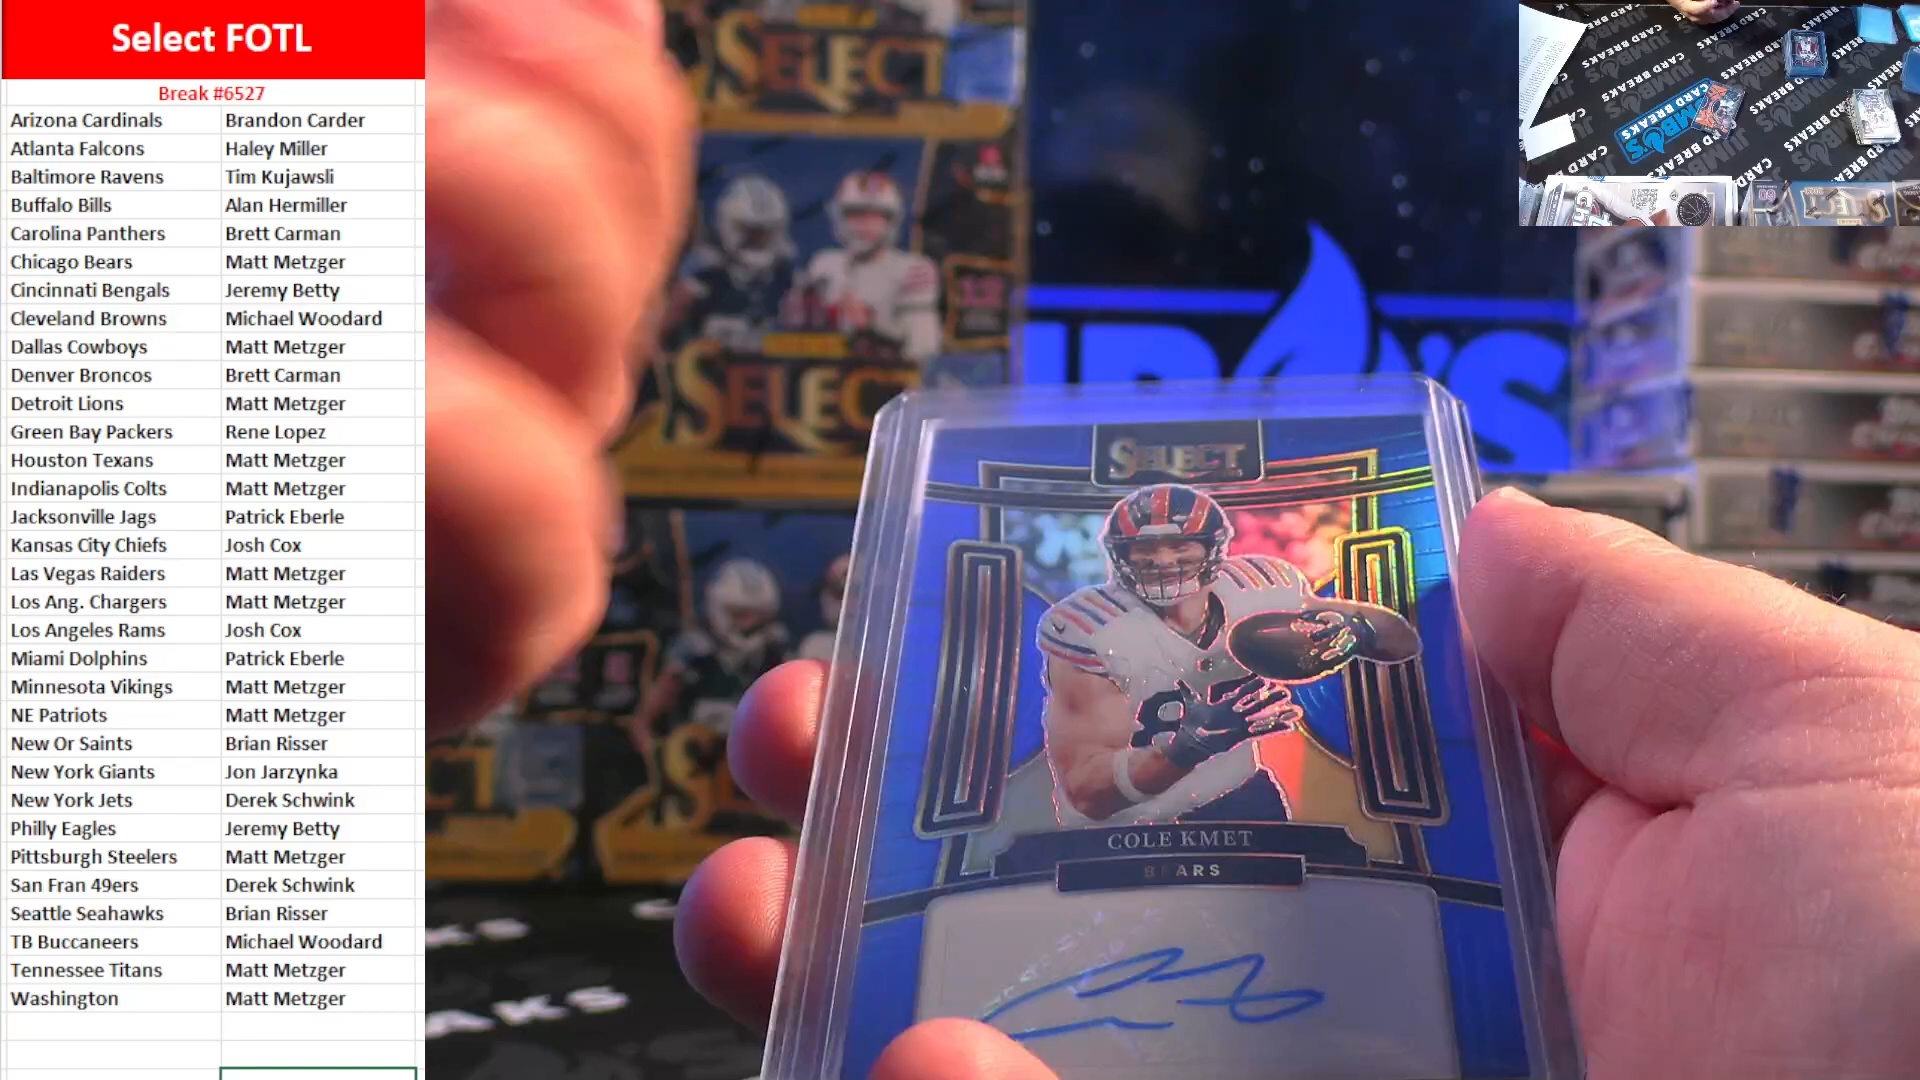 Select FOTL
Break #6527
Arizona Cardinals Brandon Carder
Atlanta Falcons Haley Miller
Baltimore Ravens Tim Kujawsli
Buffalo Bills Alan Hermiller
Carolina Panthers Brett Carman
Chicago Bears Matt Metzger
Cincinnati Bengals Jeremy Betty
Cleveland Browns Michael Woodard
Dallas Cowboys Matt Metzger
Denver Broncos Brett Carman
Detroit Lions Matt Metzger
Green Bay Packers Rene Lopez
Houston Texans Matt Metzger
Indianapolis Colts Matt Metzger
Jacksonville Jags Patrick Eberle
Kansas City Chiefs Josh Cox
Las Vegas Raiders Matt Metzger
Los Ang. Chargers Matt Metzger
Los Angeles Rams Josh Cox
Miami Dolphins Patrick Eberle
Minnesota Vikings Matt Metzger
NE Patriots Matt Metzger
New Or Saints Brian Risser
New York Giants Jon Jarzynka
New York Jets Derek Schwink
Philly Eagles Jeremy Betty
Pittsburgh Steelers Matt Metzger
San Fran 49ers Derek Schwink
Seattle Seahawks Brian Risser
TB Buccaneers Michael Woodard
Tennessee Titans Matt Metzger
Washington Matt Metzger
SELECT
SELECT
SELECT
COLE KMET
BEARS
JUMBO'S
CARD BREAKS